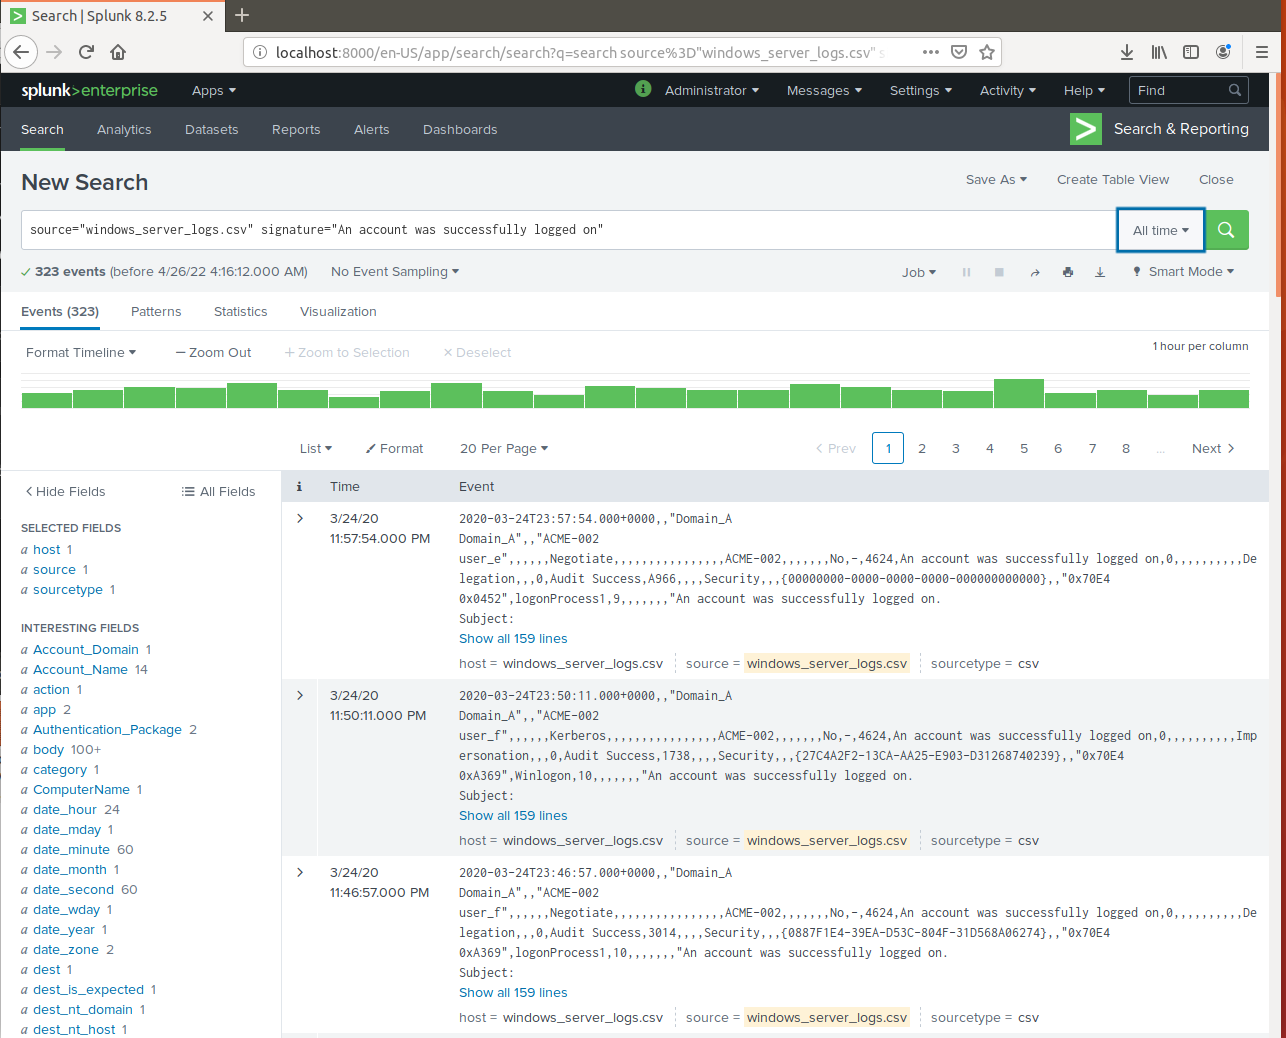 Search | Splunk 8.2.5
localhost:8000/en-US/app/search/search?q=search source%3D"windows_server_logs.csv" s
splunk>enterprise Apps Administrator Messages Settings Activity Help Find
Search Analytics Datasets Reports Alerts Dashboards Search & Reporting
New Search Save As Create Table View Close
source="windows_server_logs.csv" signature="An account was successfully logged on" All time
323 events (before 4/26/22 4:16:12.000 AM) No Event Sampling Job Smart Mode
Events (323) Patterns Statistics Visualization
Format Timeline — Zoom Out + Zoom to Selection × Deselect 1 hour per column
List Format 20 Per Page < Prev 1 2 3 4 5 6 7 8 ... Next >
< Hide Fields All Fields
SELECTED FIELDS
a host 1
a source 1
a sourcetype 1
INTERESTING FIELDS
a Account_Domain 1
a Account_Name 14
a action 1
a app 2
a Authentication_Package 2
a body 100+
a category 1
a ComputerName 1
a date_hour 24
a date_mday 1
a date_minute 60
a date_month 1
a date_second 60
a date_wday 1
a date_year 1
a date_zone 2
a dest 1
a dest_is_expected 1
a dest_nt_domain 1
a dest_nt_host 1
i Time Event
3/24/20
11:57:54.000 PM
2020-03-24T23:57:54.000+0000,,"Domain_A
Domain_A",,"ACME-002
user_e",,,,,,Negotiate,,,,,,,,,,,,,,,,ACME-002,,,,,,,No,-,4624,An account was successfully logged on,0,,,,,,,,,,De
legation,,,0,Audit Success,A966,,,,Security,,,{00000000-0000-0000-0000-000000000000},,"0x70E4
0x0452",logonProcess1,9,,,,,,,"An account was successfully logged on.
Subject:
Show all 159 lines
host = windows_server_logs.csv source = windows_server_logs.csv sourcetype = csv
3/24/20
11:50:11.000 PM
2020-03-24T23:50:11.000+0000,,"Domain_A
Domain_A",,"ACME-002
user_f",,,,,,Kerberos,,,,,,,,,,,,,,,,ACME-002,,,,,,,No,-,4624,An account was successfully logged on,0,,,,,,,,,,Imp
ersonation,,,0,Audit Success,1738,,,,Security,,,{27C4A2F2-13CA-AA25-E903-D31268740239},,"0x70E4
0xA369",Winlogon,10,,,,,,,"An account was successfully logged on.
Subject:
Show all 159 lines
host = windows_server_logs.csv source = windows_server_logs.csv sourcetype = csv
3/24/20
11:46:57.000 PM
2020-03-24T23:46:57.000+0000,,"Domain_A
Domain_A",,"ACME-002
user_f",,,,,,Negotiate,,,,,,,,,,,,,,,,ACME-002,,,,,,,No,-,4624,An account was successfully logged on,0,,,,,,,,,,De
legation,,,0,Audit Success,3014,,,,Security,,,{0887F1E4-39EA-D53C-804F-31D568A06274},,"0x70E4
0xA369",logonProcess1,10,,,,,,,"An account was successfully logged on.
Subject:
Show all 159 lines
host = windows_server_logs.csv source = windows_server_logs.csv sourcetype = csv